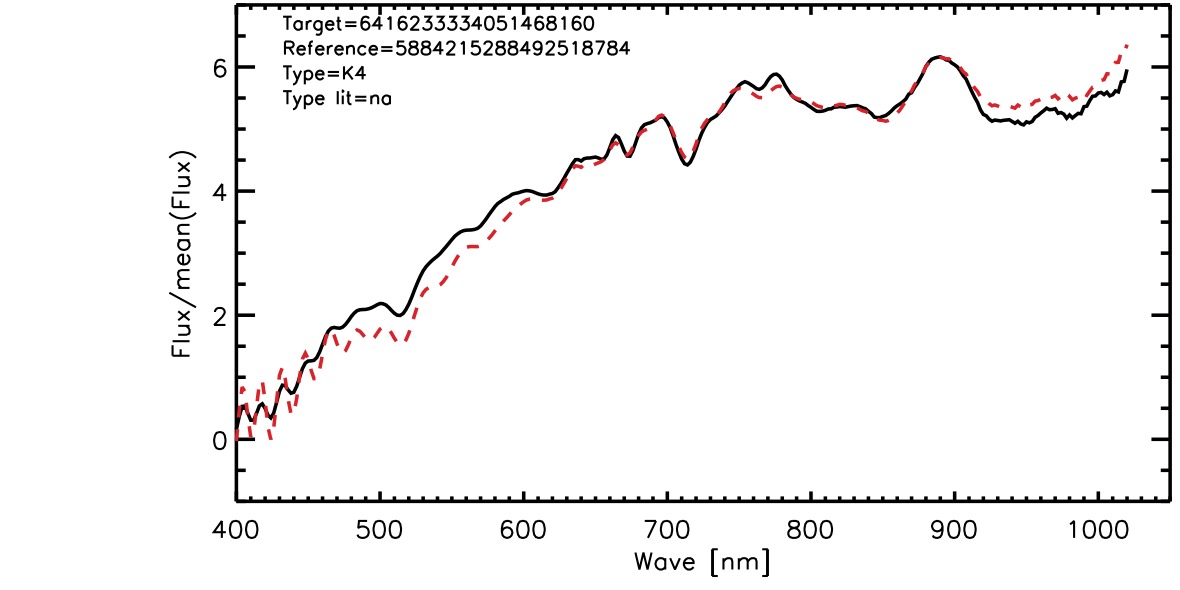 Target=6416233334051468160
Reference=5884215288492518784
Type=K4
Type lit=na
Flux/mean(Flux)
6
4
2
0
400 500 600 700 800 900 1000
Wave [nm]